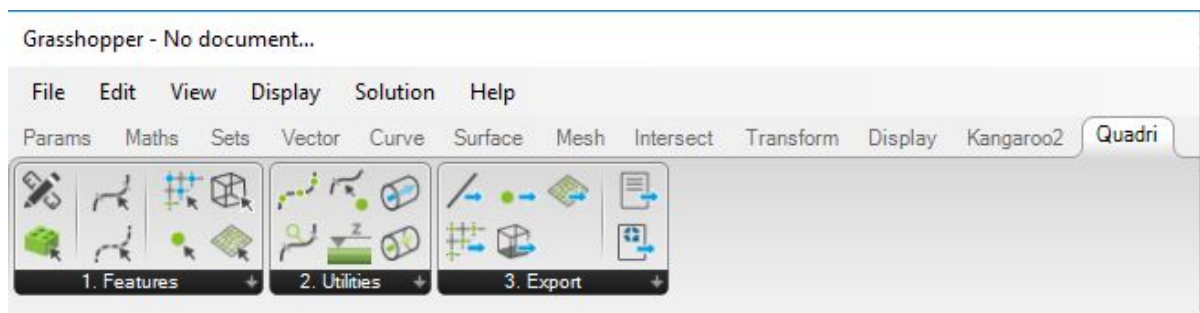 Grasshopper - No document...
File Edit View Display Solution Help
Params Maths Sets Vector Curve Surface Mesh Intersect Transform Display Kangaroo2 Quadri
z
1. Features 2. Utilities 3. Export